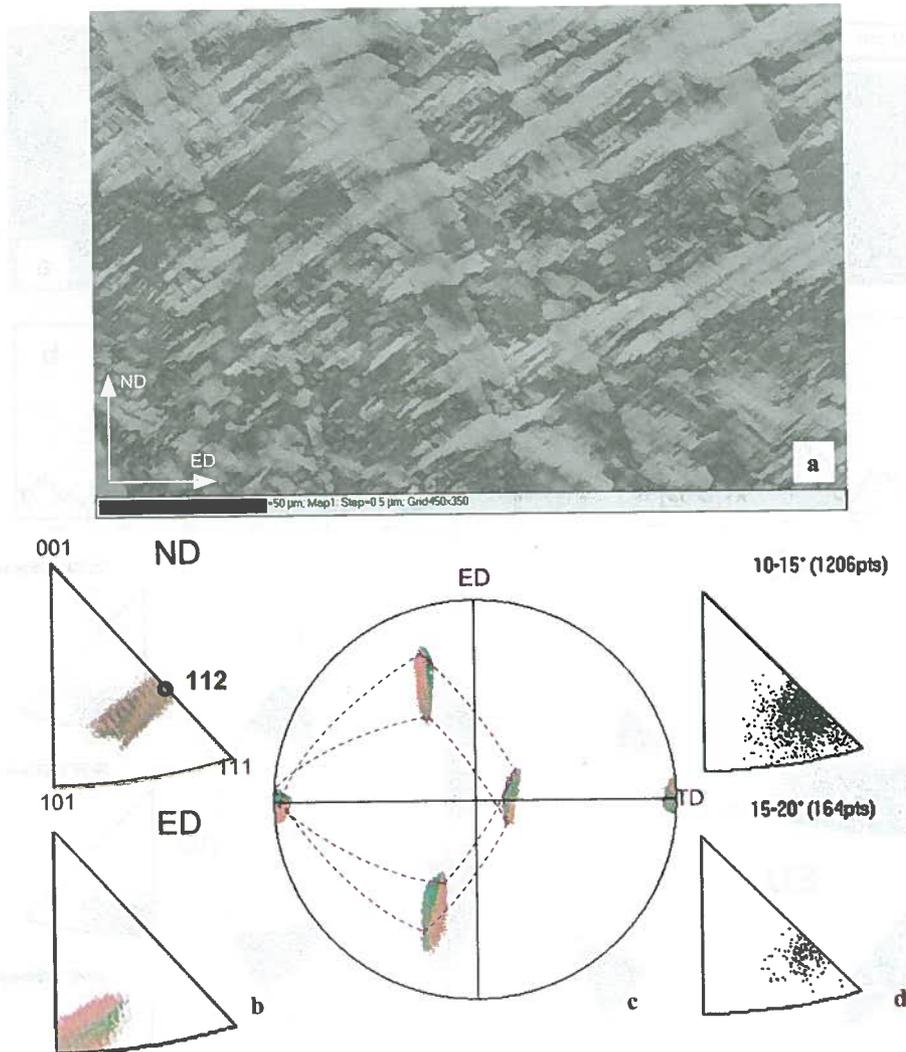 ND
ED
a
=50 µm; Map1; Step=0.5 µm; Grid450x350
001
ND
112
111
101
ED
b
ED
TD
c
10-15° (1206pts)
15-20° (164pts)
d